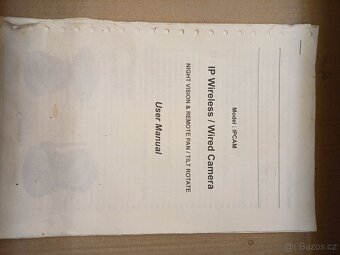 Model : IPCAM
IP Wireless / Wired Camera
NIGHT VISION & REMOTE PAN / TILT ROTATE
User Manual
Bazos.cz